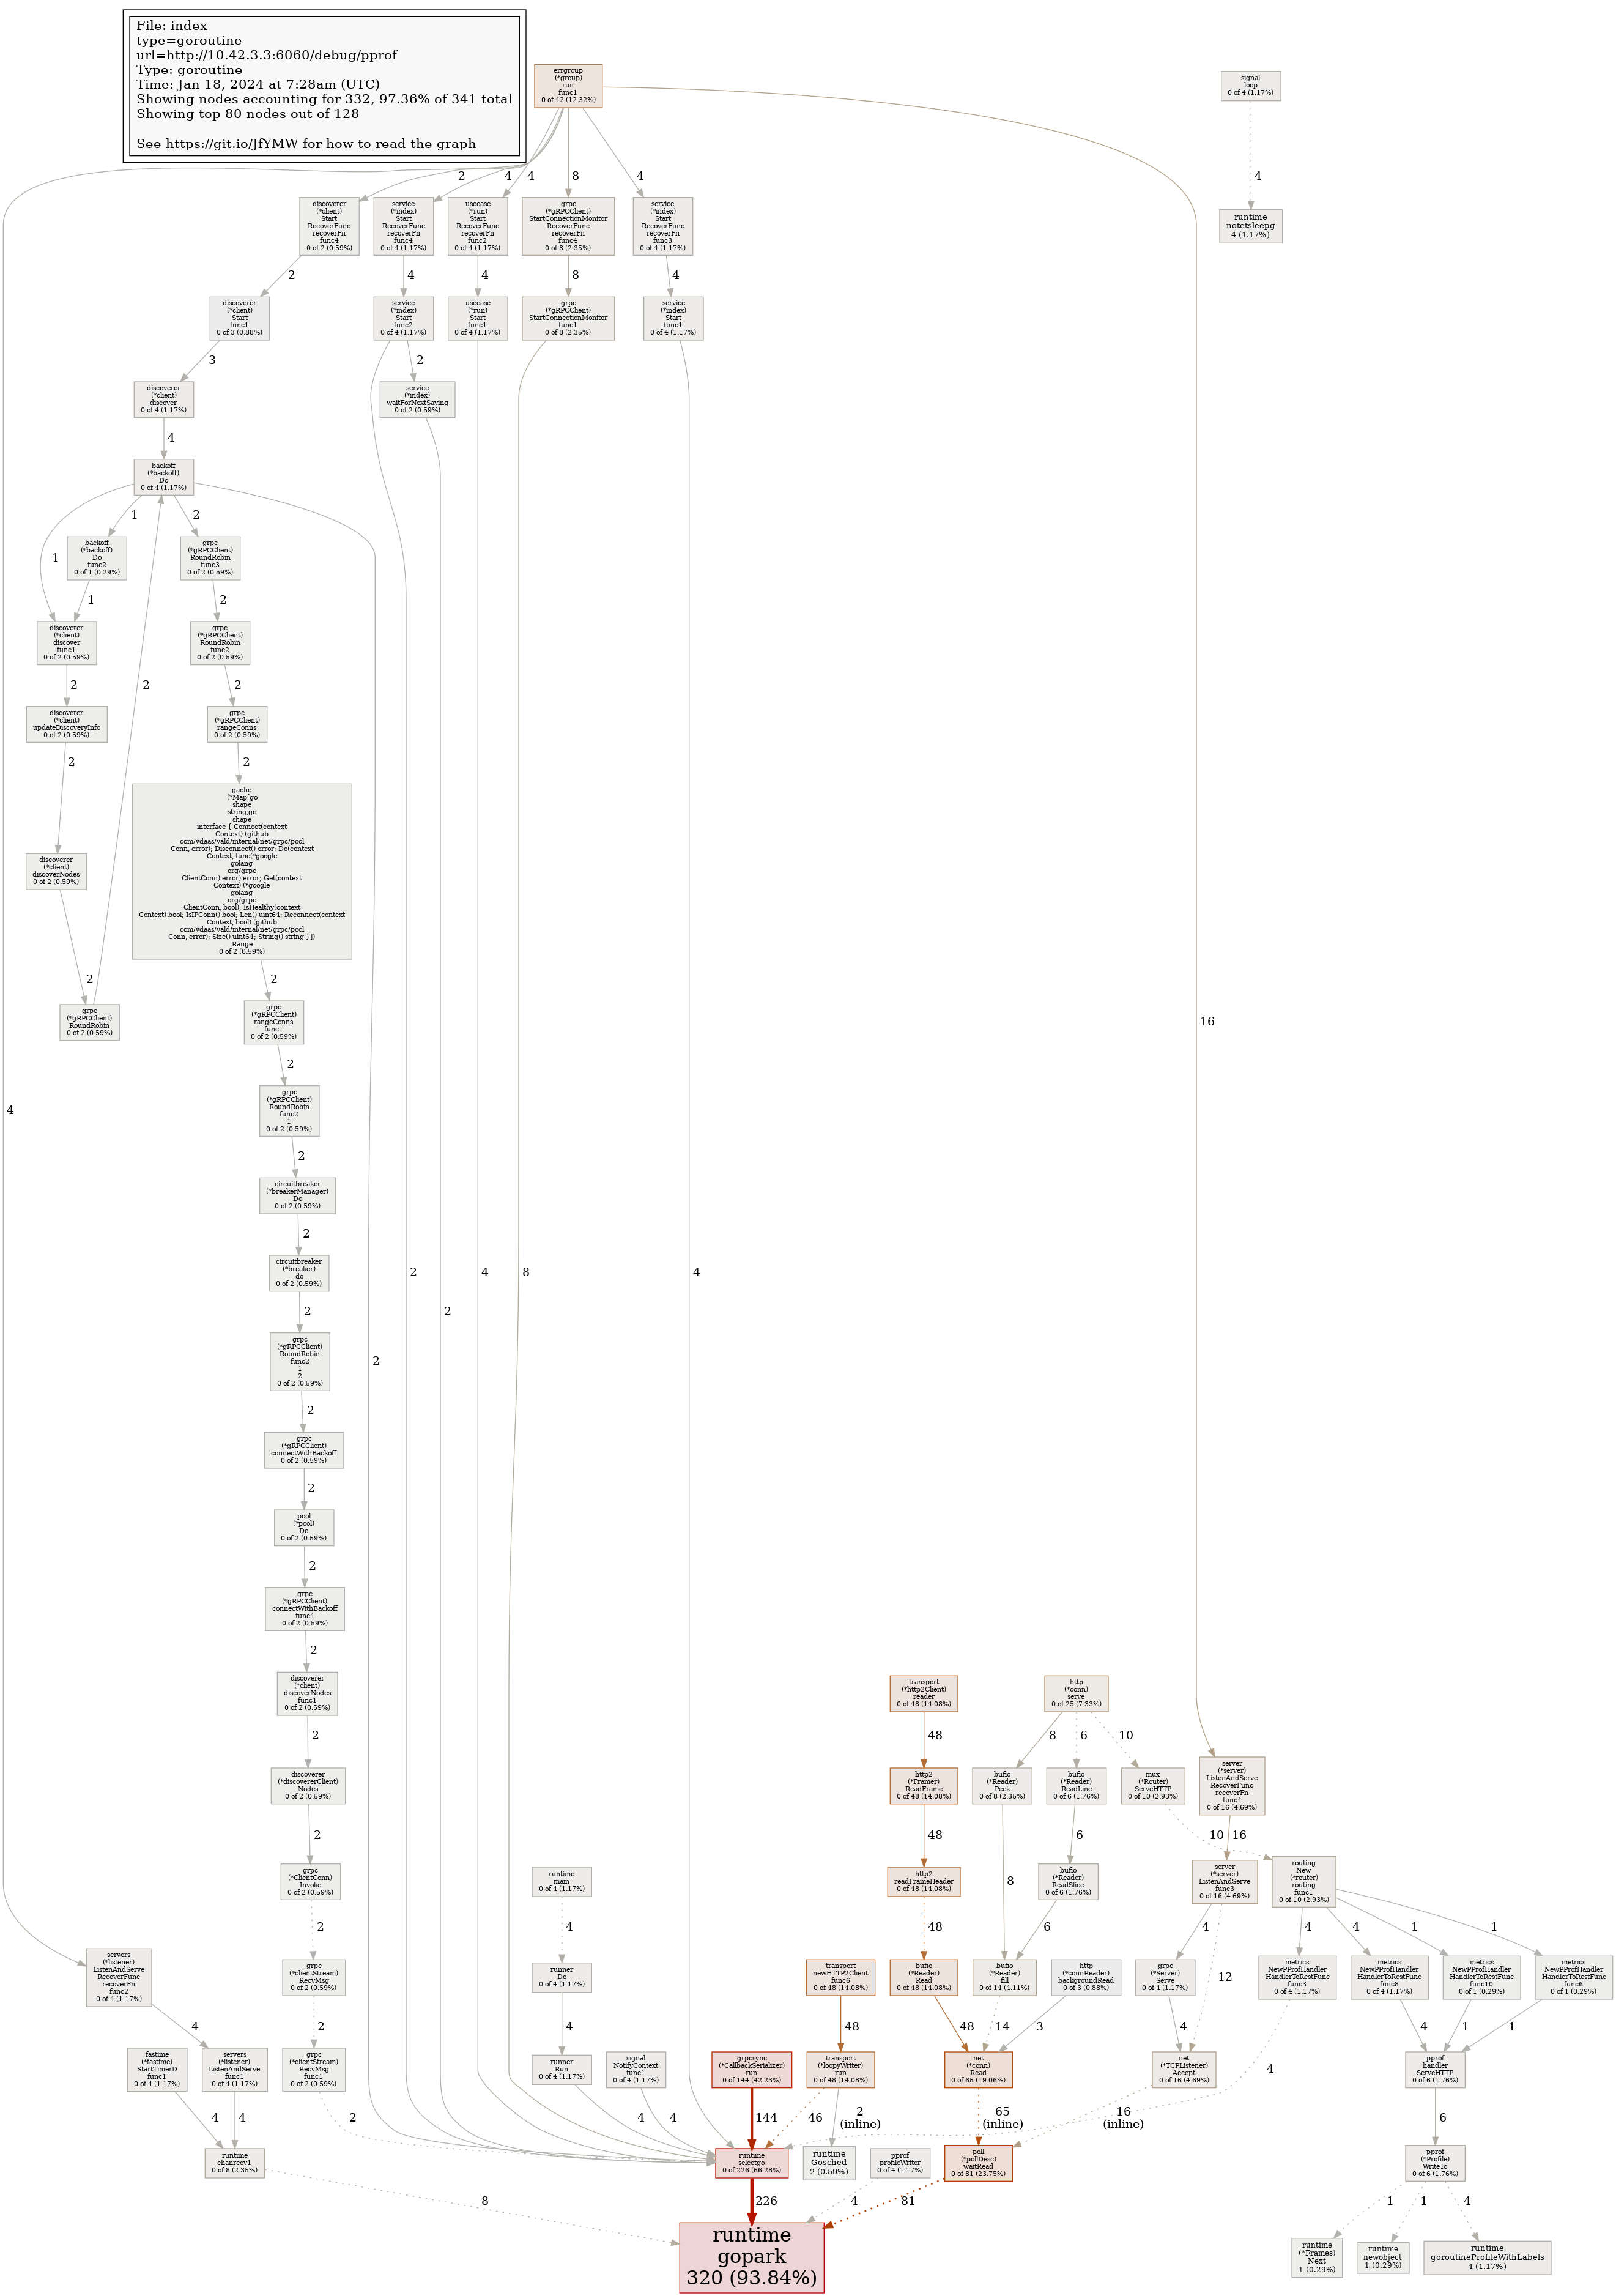 File: index
type=goroutine
url=http://10.42.3.3:6060/debug/pprof
Type: goroutine
Time: Jan 18, 2024 at 7:28am (UTC)
Showing nodes accounting for 332, 97.36% of 341 total
Showing top 80 nodes out of 128
See https://git.io/JfYMW for how to read the graph
errgroup
(*group)
run
func1
0 of 42 (12.32%)
signal
loop
0 of 4 (1.17%)
2
4
4
8
4
4
discoverer
(*client)
Start
RecoverFunc
recoverFn
func4
0 of 2 (0.59%)
service
(*index)
Start
RecoverFunc
recoverFn
func4
0 of 4 (1.17%)
usecase
(*run)
Start
RecoverFunc
recoverFn
func2
0 of 4 (1.17%)
grpc
(*gRPCClient)
StartConnectionMonitor
RecoverFunc
recoverFn
func4
0 of 8 (2.35%)
service
(*index)
Start
RecoverFunc
recoverFn
func3
0 of 4 (1.17%)
runtime
notetsleepg
4 (1.17%)
2
4
4
8
4
discoverer
(*client)
Start
func1
0 of 3 (0.88%)
service
(*index)
Start
func2
0 of 4 (1.17%)
usecase
(*run)
Start
func1
0 of 4 (1.17%)
grpc
(*gRPCClient)
StartConnectionMonitor
func1
0 of 8 (2.35%)
service
(*index)
Start
func1
0 of 4 (1.17%)
3
2
discoverer
(*client)
discover
0 of 4 (1.17%)
service
(*index)
waitForNextSaving
0 of 2 (0.59%)
4
backoff
(*backoff)
Do
0 of 4 (1.17%)
1
2
1
backoff
(*backoff)
Do
func2
0 of 1 (0.29%)
grpc
(*gRPCClient)
RoundRobin
func3
0 of 2 (0.59%)
1
2
discoverer
(*client)
discover
func1
0 of 2 (0.59%)
grpc
(*gRPCClient)
RoundRobin
func2
0 of 2 (0.59%)
2
2
2
discoverer
(*client)
updateDiscoveryInfo
0 of 2 (0.59%)
grpc
(*gRPCClient)
rangeConns
0 of 2 (0.59%)
2
2
gache
(*Map[go
shape
string,go
shape
interface { Connect(context
Context) (github
com/vdaas/vald/internal/net/grpc/pool
Conn, error); Disconnect() error; Do(context
Context, func(*google
golang
org/grpc
ClientConn) error) error; Get(context
Context) (*google
golang
org/grpc
ClientConn, bool); IsHealthy(context
Context) bool; IsIPConn() bool; Len() uint64; Reconnect(context
Context, bool) (github
com/vdaas/vald/internal/net/grpc/pool
Conn, error); Size() uint64; String() string }])
Range
0 of 2 (0.59%)
discoverer
(*client)
discoverNodes
0 of 2 (0.59%)
2
2
grpc
(*gRPCClient)
RoundRobin
0 of 2 (0.59%)
grpc
(*gRPCClient)
rangeConns
func1
0 of 2 (0.59%)
16
2
grpc
(*gRPCClient)
RoundRobin
func2
1
0 of 2 (0.59%)
4
2
circuitbreaker
(*breakerManager)
Do
0 of 2 (0.59%)
2
circuitbreaker
(*breaker)
do
0 of 2 (0.59%)
2
4
8
4
2
2
grpc
(*gRPCClient)
RoundRobin
func2
1
2
0 of 2 (0.59%)
2
2
grpc
(*gRPCClient)
connectWithBackoff
0 of 2 (0.59%)
2
pool
(*pool)
Do
0 of 2 (0.59%)
2
grpc
(*gRPCClient)
connectWithBackoff
func4
0 of 2 (0.59%)
2
discoverer
(*client)
discoverNodes
func1
0 of 2 (0.59%)
transport
(*http2Client)
reader
0 of 48 (14.08%)
http
(*conn)
serve
0 of 25 (7.33%)
2
48
8
6
10
discoverer
(*discovererClient)
Nodes
0 of 2 (0.59%)
http2
(*Framer)
ReadFrame
0 of 48 (14.08%)
bufio
(*Reader)
Peek
0 of 8 (2.35%)
bufio
(*Reader)
ReadLine
0 of 6 (1.76%)
mux
(*Router)
ServeHTTP
0 of 10 (2.93%)
server
(*server)
ListenAndServe
RecoverFunc
recoverFn
func4
0 of 16 (4.69%)
2
48
6
10
16
grpc
(*ClientConn)
Invoke
0 of 2 (0.59%)
runtime
main
0 of 4 (1.17%)
http2
readFrameHeader
0 of 48 (14.08%)
8
bufio
(*Reader)
ReadSlice
0 of 6 (1.76%)
server
(*server)
ListenAndServe
func3
0 of 16 (4.69%)
routing
New
(*router)
routing
func1
0 of 10 (2.93%)
2
4
48
6
4
4
4
1
1
servers
(*listener)
ListenAndServe
RecoverFunc
recoverFn
func2
0 of 4 (1.17%)
grpc
(*clientStream)
RecvMsg
0 of 2 (0.59%)
runner
Do
0 of 4 (1.17%)
transport
newHTTP2Client
func6
0 of 48 (14.08%)
bufio
(*Reader)
Read
0 of 48 (14.08%)
bufio
(*Reader)
fill
0 of 14 (4.11%)
http
(*connReader)
backgroundRead
0 of 3 (0.88%)
grpc
(*Server)
Serve
0 of 4 (1.17%)
12
metrics
NewPProfHandler
HandlerToRestFunc
func3
0 of 4 (1.17%)
metrics
NewPProfHandler
HandlerToRestFunc
func8
0 of 4 (1.17%)
metrics
NewPProfHandler
HandlerToRestFunc
func10
0 of 1 (0.29%)
metrics
NewPProfHandler
HandlerToRestFunc
func6
0 of 1 (0.29%)
4
2
4
48
48
14
3
4
4
1
1
fastime
(*fastime)
StartTimerD
func1
0 of 4 (1.17%)
servers
(*listener)
ListenAndServe
func1
0 of 4 (1.17%)
grpc
(*clientStream)
RecvMsg
func1
0 of 2 (0.59%)
runner
Run
0 of 4 (1.17%)
signal
NotifyContext
func1
0 of 4 (1.17%)
grpcsync
(*CallbackSerializer)
run
0 of 144 (42.23%)
transport
(*loopyWriter)
run
0 of 48 (14.08%)
net
(*conn)
Read
0 of 65 (19.06%)
net
(*TCPListener)
Accept
0 of 16 (4.69%)
4
pprof
handler
ServeHTTP
0 of 6 (1.76%)
4
4
2
4
4
144
46
2
(inline)
65
(inline)
16
(inline)
6
runtime
chanrecv1
0 of 8 (2.35%)
runtime
selectgo
0 of 226 (66.28%)
runtime
Gosched
2 (0.59%)
pprof
profileWriter
0 of 4 (1.17%)
poll
(*pollDesc)
waitRead
0 of 81 (23.75%)
pprof
(*Profile)
WriteTo
0 of 6 (1.76%)
8
226
4
81
1
1
4
runtime
gopark
320 (93.84%)
runtime
(*Frames)
Next
1 (0.29%)
runtime
newobject
1 (0.29%)
runtime
goroutineProfileWithLabels
4 (1.17%)